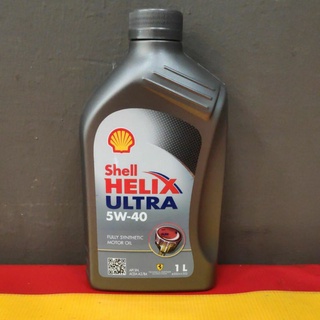 Shell
HELIX
ULTRA
5W-40
FULLY SYNTHETIC
MOTOR OIL
1 L